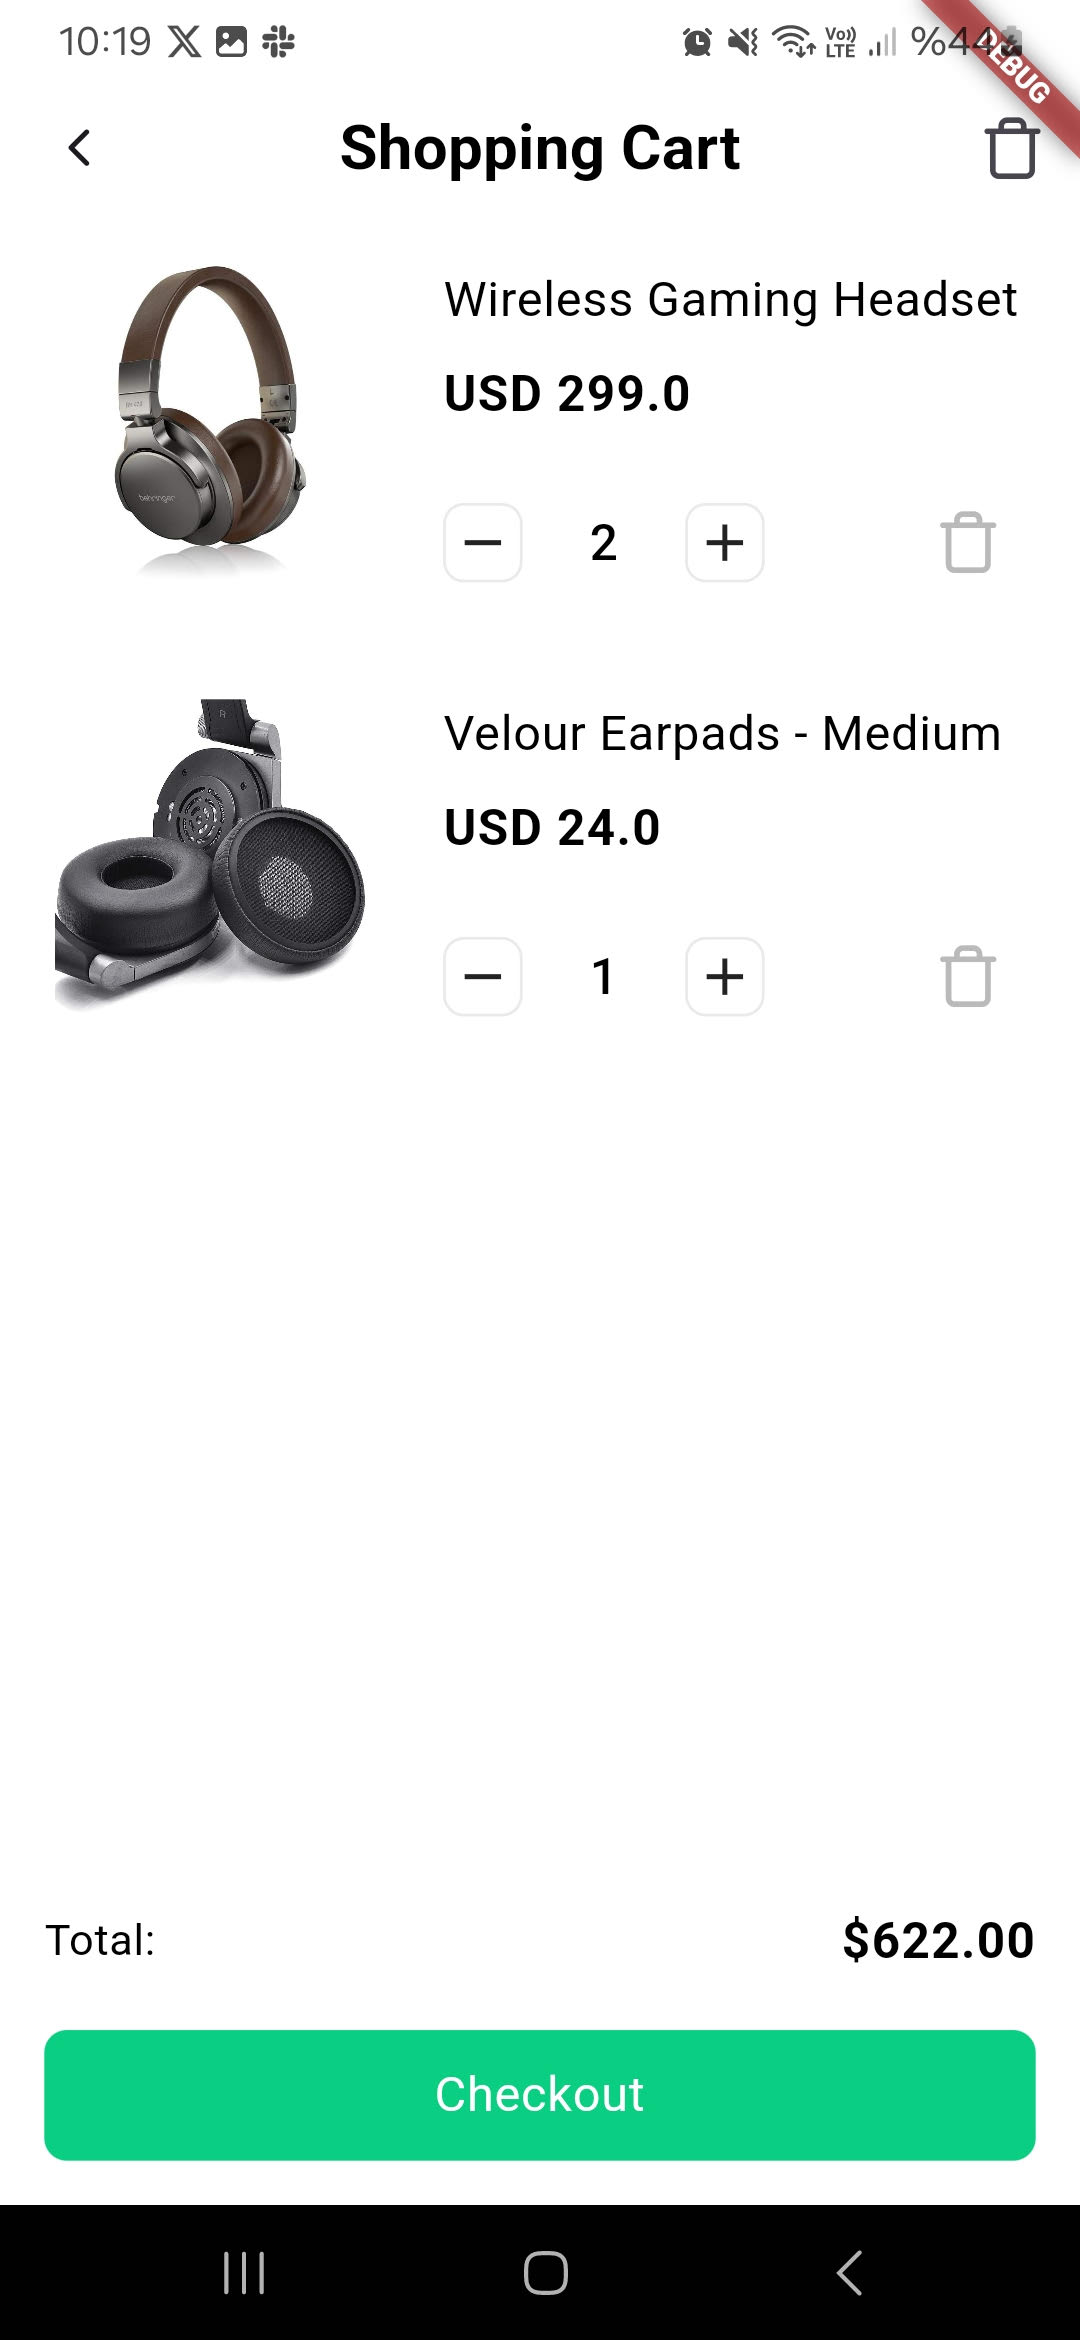 10:19
Vo)) LTE
%44
DEBUG
Shopping Cart
Wireless Gaming Headset
USD 299.0
behringer
2
Velour Earpads - Medium
USD 24.0
1
Total:
$622.00
Checkout